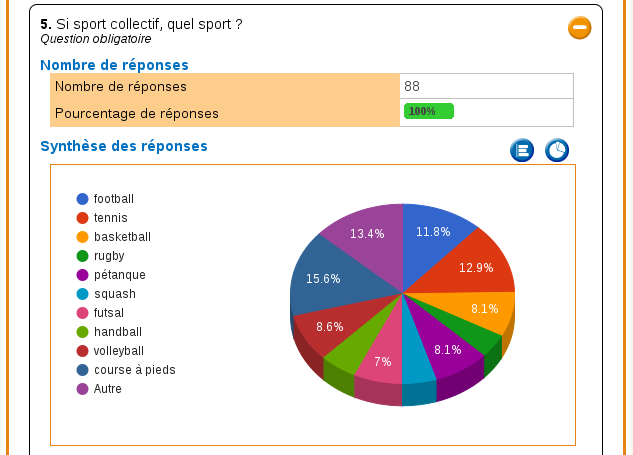 5. Si sport collectif, quel sport ?
Question obligatoire
Nombre de réponses
Nombre de réponses 88
Pourcentage de réponses 100%
Synthèse des réponses
football
tennis
basketball
rugby
pétanque
squash
futsal
handball
volleyball
course à pieds
Autre
11.8%
12.9%
8.1%
8.1%
7%
8.6%
15.6%
13.4%